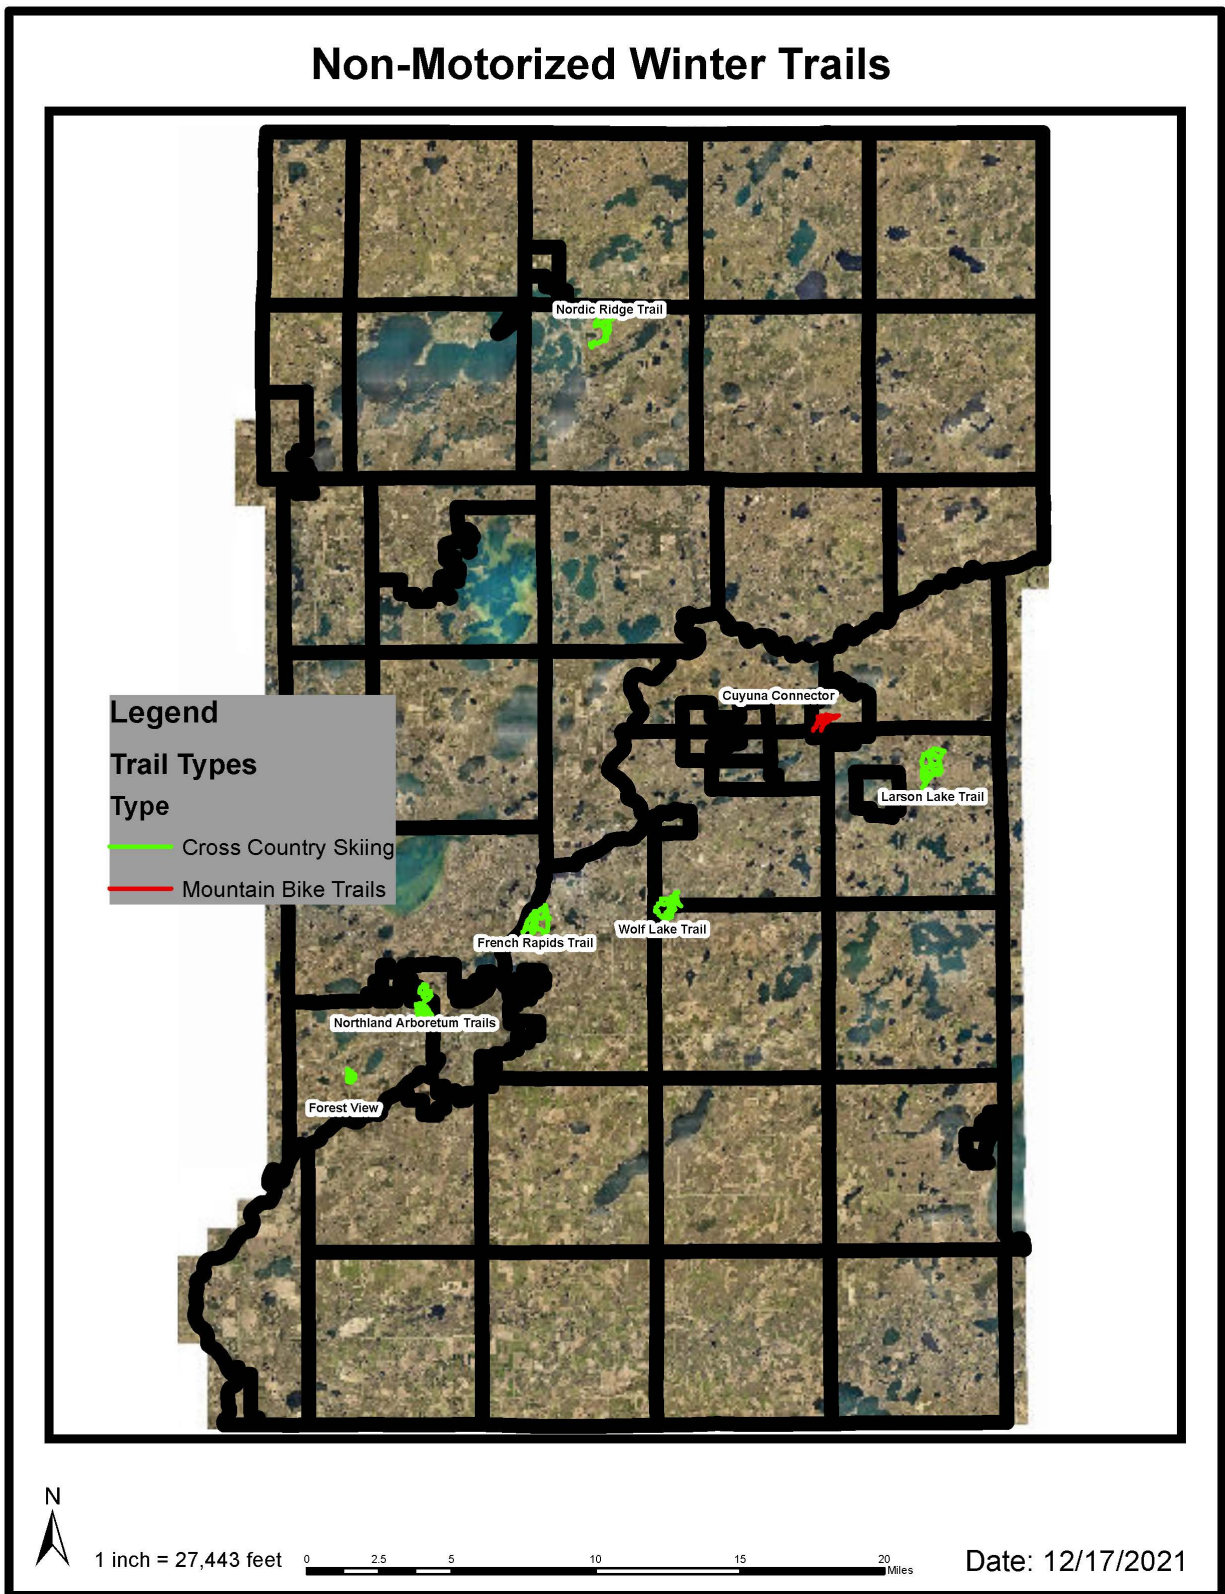 Non-Motorized Winter Trails
Nordic Ridge Trail
Cuyuna Connector
Larson Lake Trail
Wolf Lake Trail
French Rapids Trail
Northland Arboretum Trails
Forest View
Legend
Trail Types
Type
Cross Country Skiing
Mountain Bike Trails
N
1 inch = 27,443 feet
0 2.5 5 10 15 20
Miles
Date: 12/17/2021